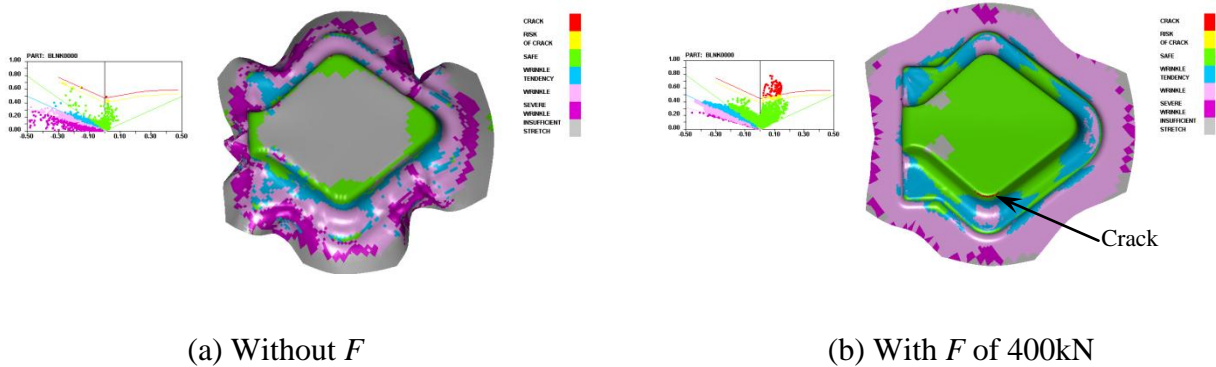 PART: BLNK0000
1.00
0.80
0.60
0.40
0.20
0.00
-0.50 -0.30 -0.10 0.10 0.30 0.50
CRACK
RISK
OF CRACK
SAFE
WRINKLE
TENDENCY
WRINKLE
SEVERE
WRINKLE
INSUFFICIENT
STRETCH
(a) Without F
PART: BLNK0000
1.00
0.80
0.60
0.40
0.20
0.00
-0.50 -0.30 -0.10 0.10 0.30 0.50
CRACK
RISK
OF CRACK
SAFE
WRINKLE
TENDENCY
WRINKLE
SEVERE
WRINKLE
INSUFFICIENT
STRETCH
Crack
(b) With F of 400kN